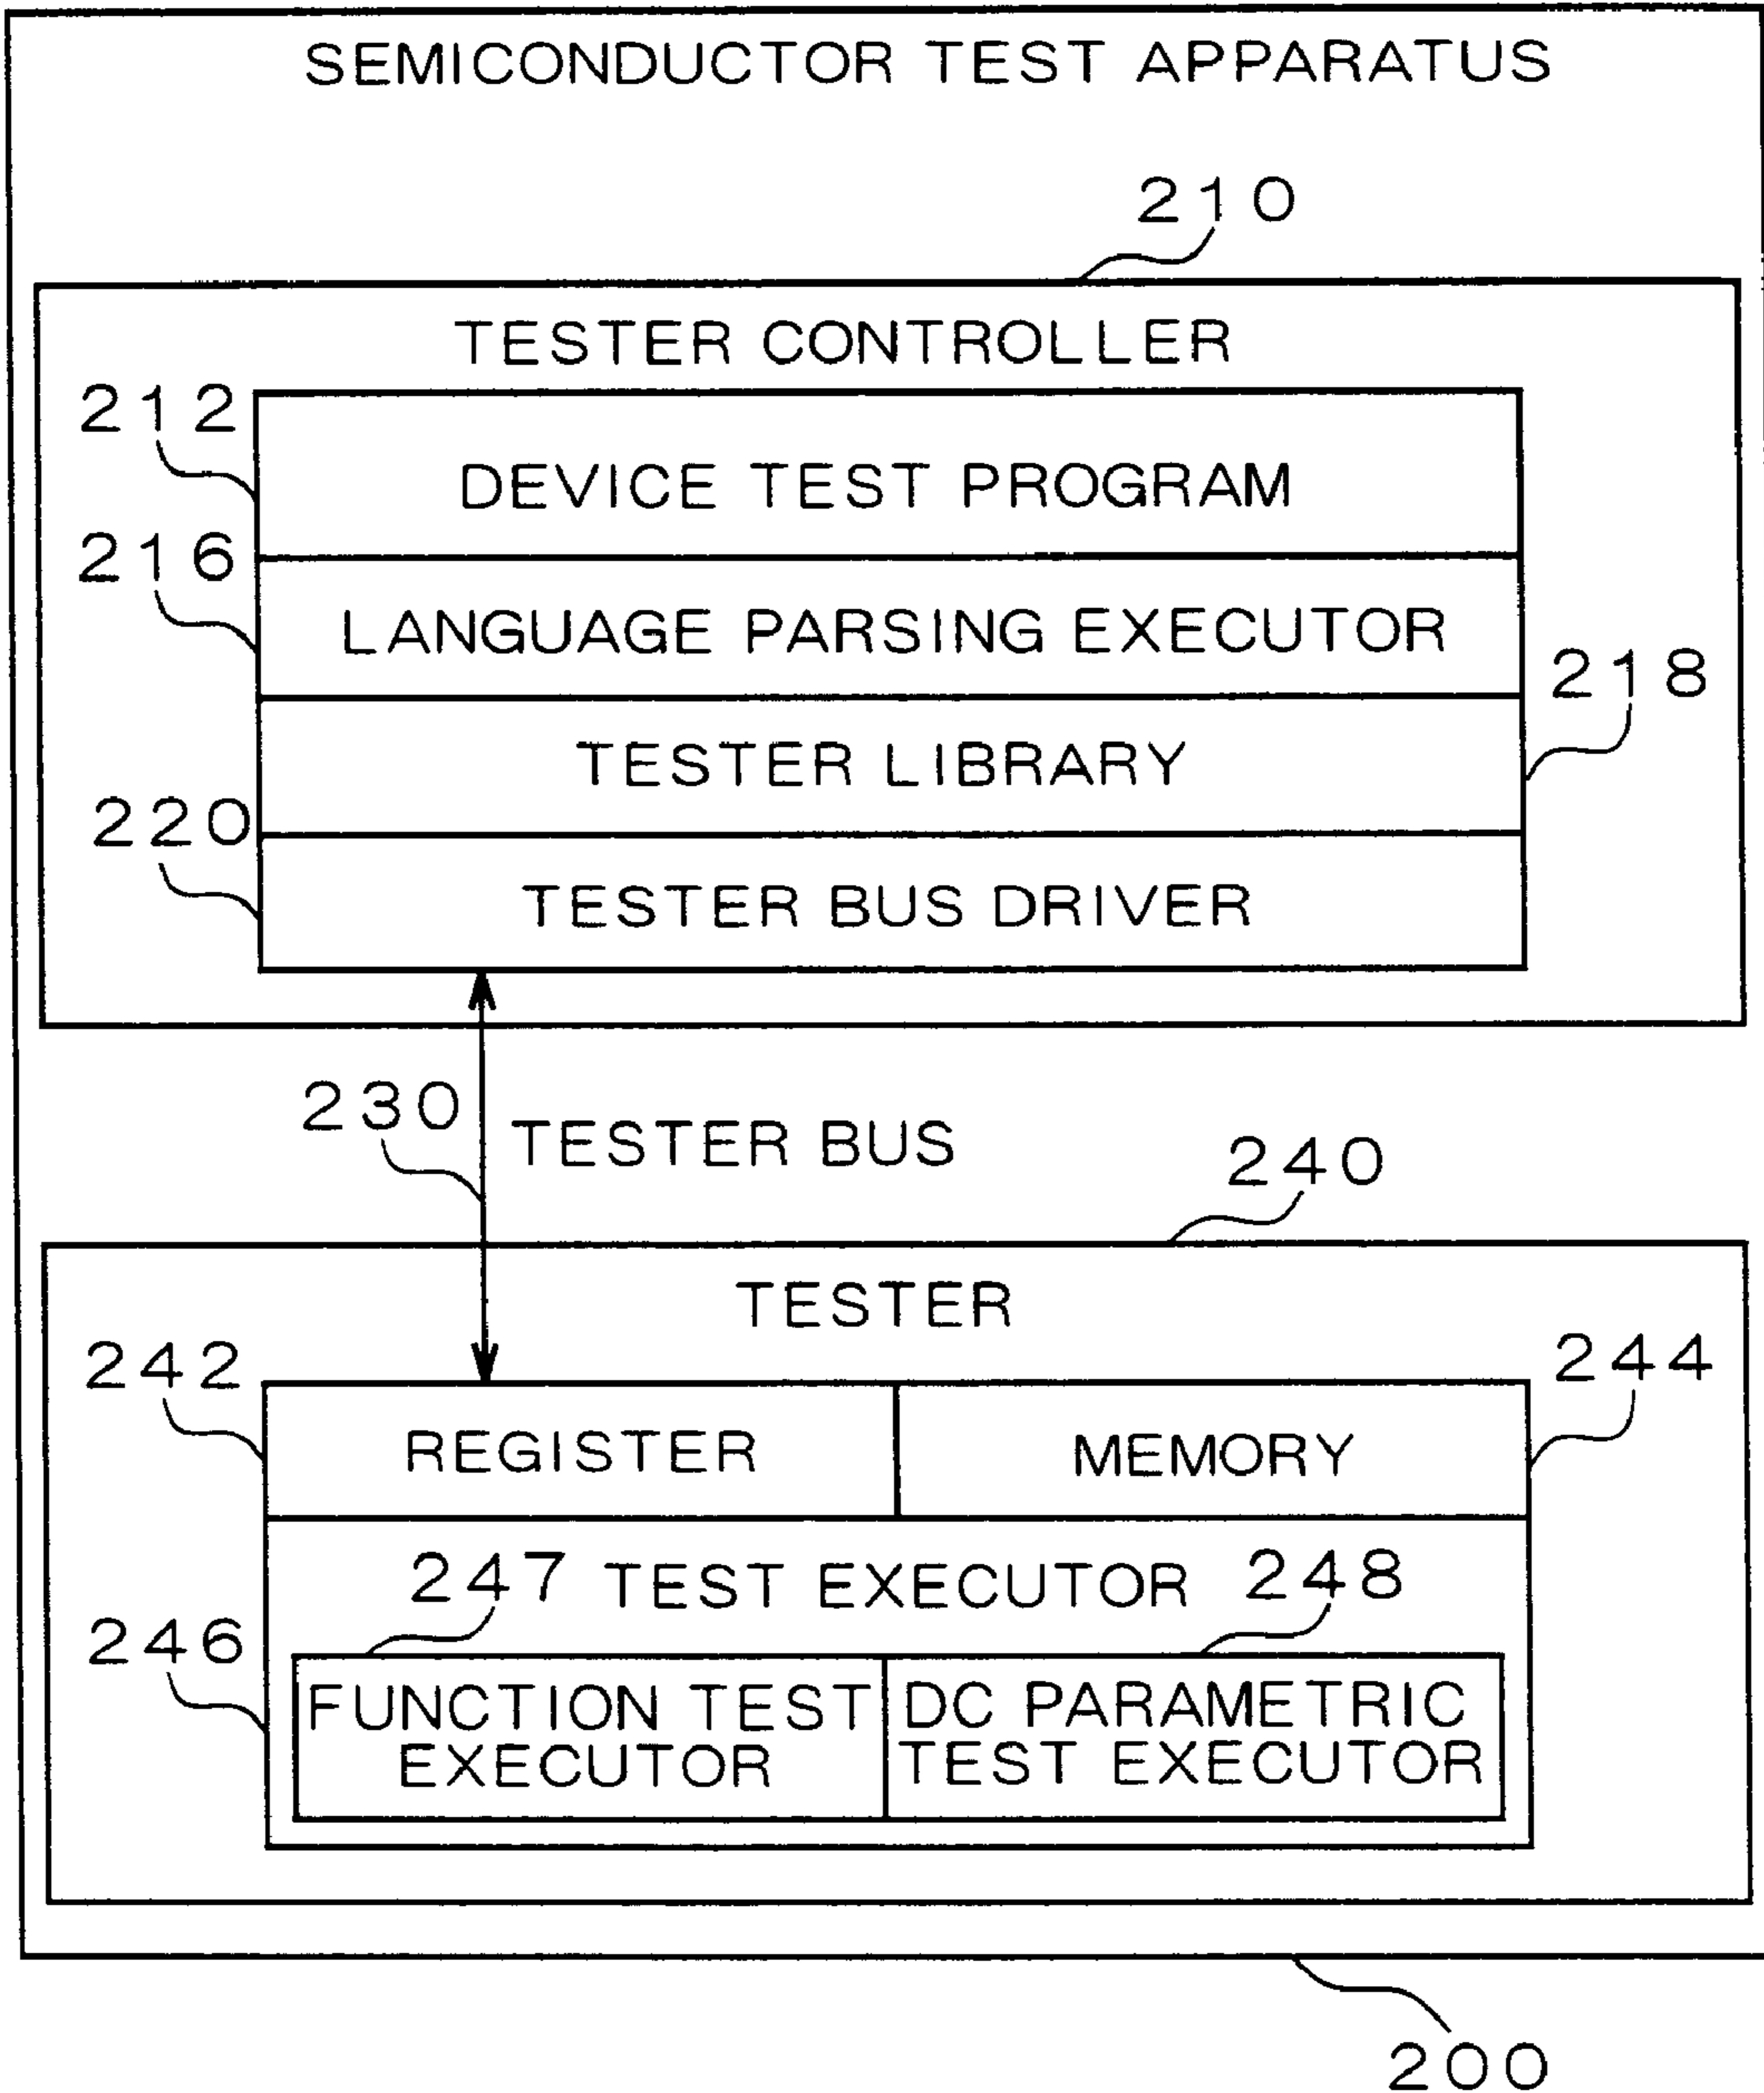 SEMICONDUCTOR TEST APPARATUS
210
TESTER CONTROLLER
212
DEVICE TEST PROGRAM
216
LANGUAGE PARSING EXECUTOR
218
TESTER LIBRARY
220
TESTER BUS DRIVER
230
TESTER BUS
240
TESTER
242
244
REGISTER
MEMORY
247
TEST EXECUTOR
248
246
FUNCTION TEST
EXECUTOR
DC PARAMETRIC
TEST EXECUTOR
200